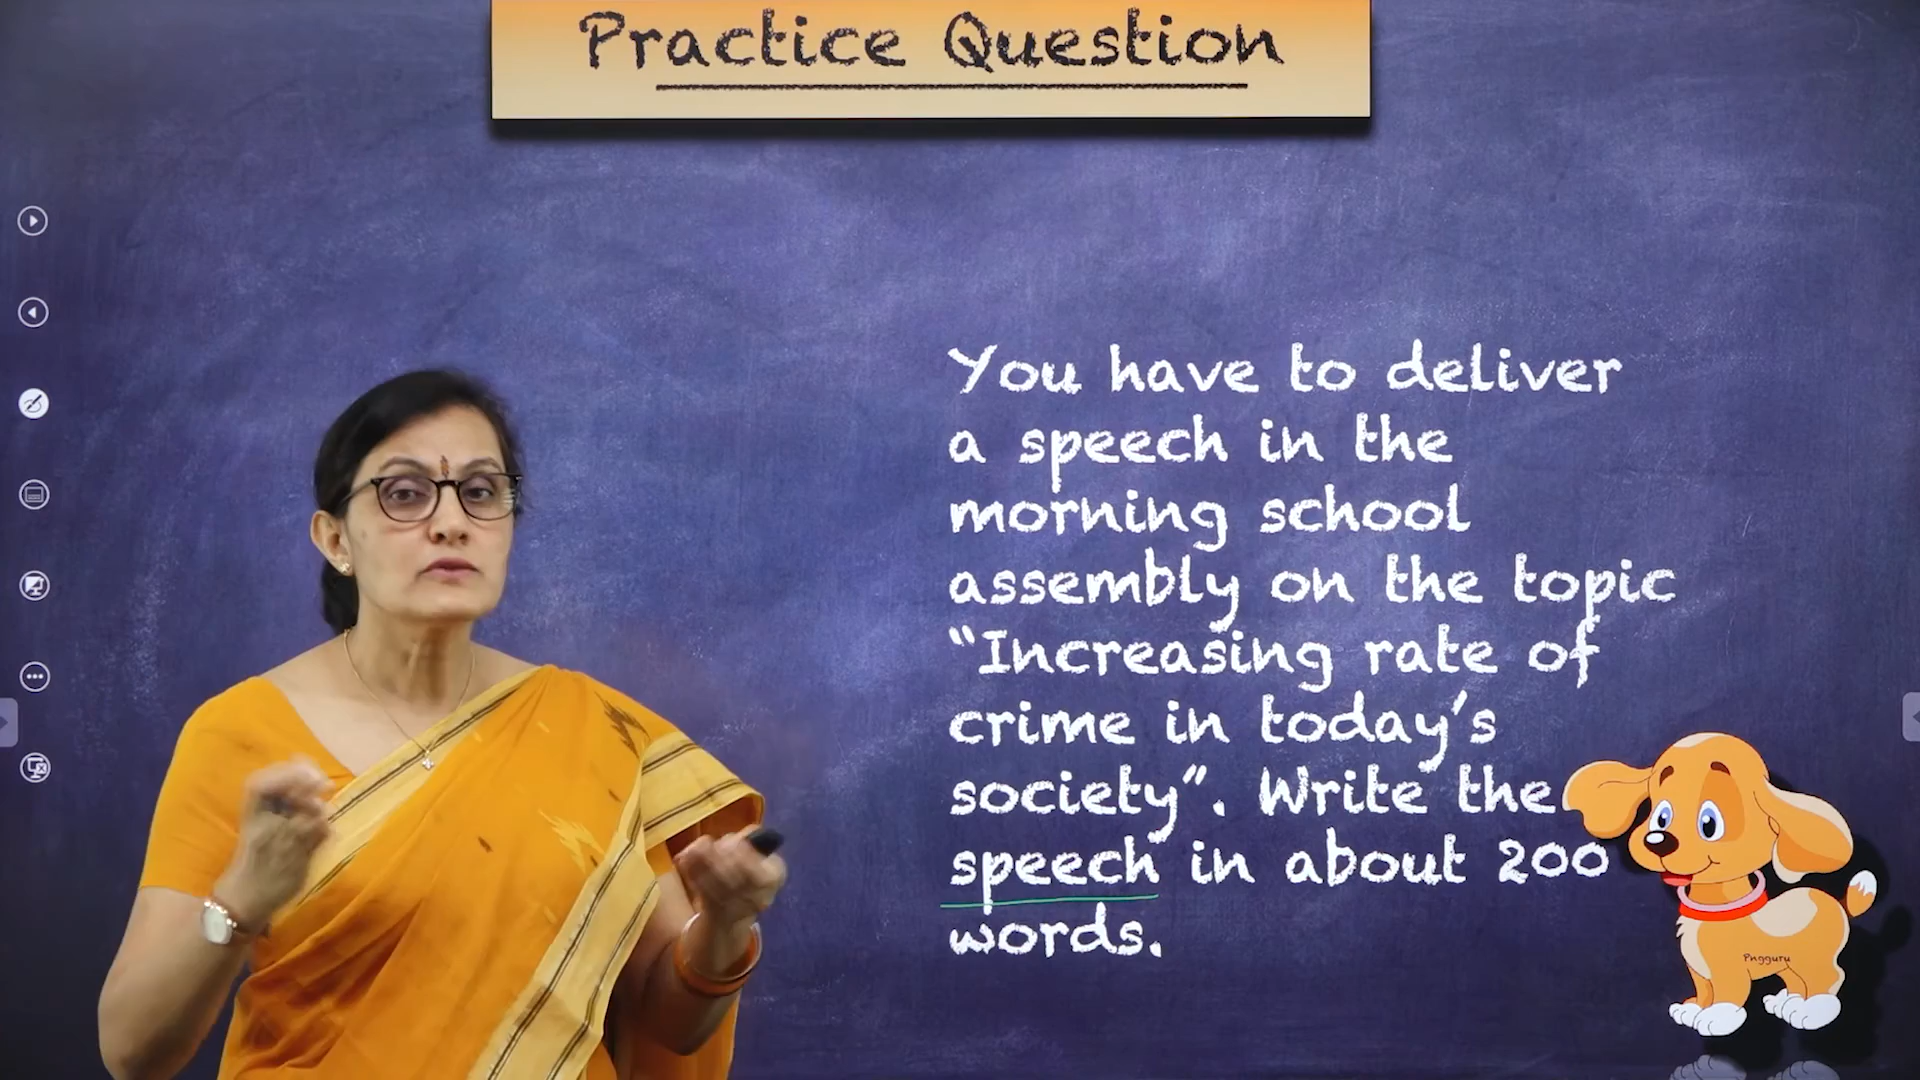 Practice Question
You have to deliver
a speech in the
morning school
assembly on the topic
“Increasing rate of
crime in today’s
society”. Write the
speech in about 200
words.
Pngguru